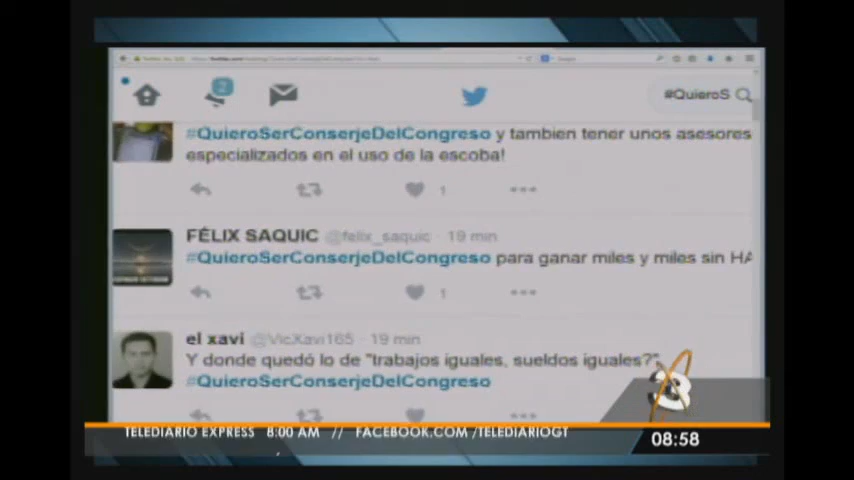 2
#QuieroS
#QuieroSerConserjeDelCongreso y tambien tener unos asesores
especializados en el uso de la escoba!
1
FÉLIX SAQUIC @felix_saquic · 19 min
#QuieroSerConserjeDelCongreso para ganar miles y miles sin HA
1
el xavi @VicXavi165 · 19 min
Y donde quedó lo de "trabajos iguales, sueldos iguales?"
#QuieroSerConserjeDelCongreso
3
TELEDIARIO EXPRESS 8:00 AM // FACEBOOK.COM /TELEDIARIOGT
08:58